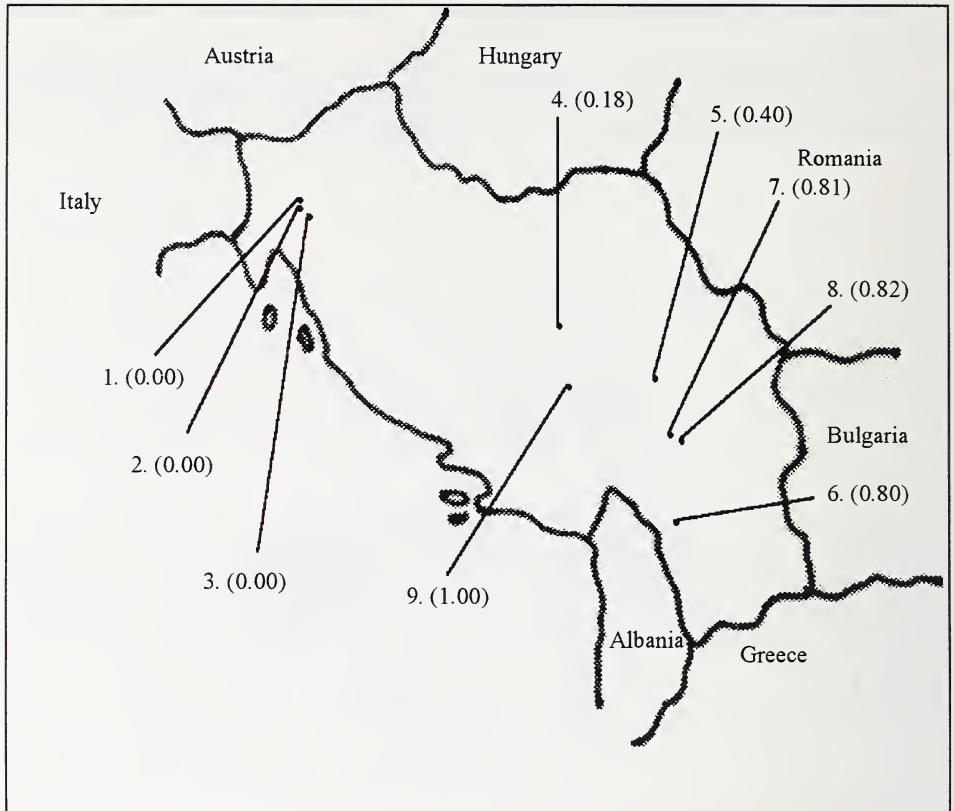 Austria
Hungary
4. (0.18)
5. (0.40)
Romania
7. (0.81)
Italy
8. (0.82)
1. (0.00)
Bulgaria
2. (0.00)
6. (0.80)
3. (0.00)
9. (1.00)
Albania
Greece